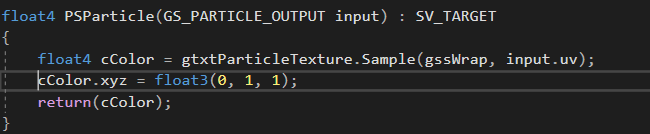 float4 PSParticle(GS_PARTICLE_OUTPUT input) : SV_TARGET
{
float4 cColor = gtxtParticleTexture.Sample(gssWrap, input.uv);
cColor.xyz = float3(0, 1, 1);
return(cColor);
}